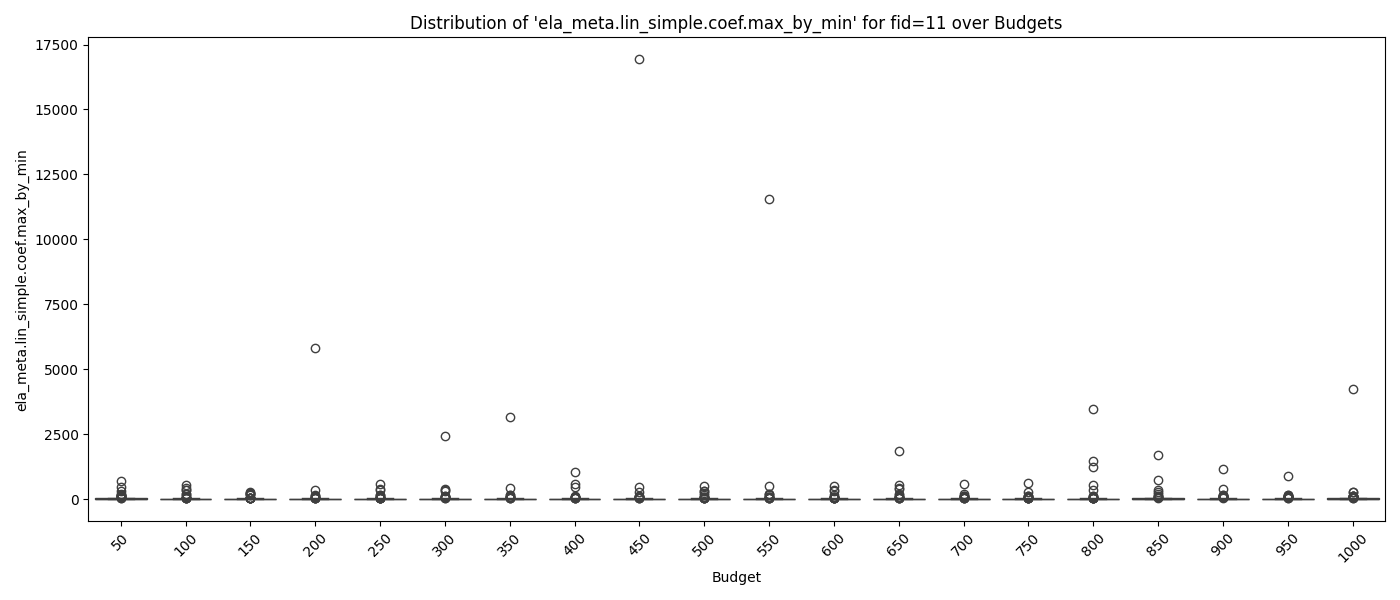 Distribution of 'ela_meta.lin_simple.coef.max_by_min' for fid=11 over Budgets
ela_meta.lin_simple.coef.max_by_min
17500
15000
12500
10000
7500
5000
2500
0
50 100 150 200 250 300 350 400 450 500 550 600 650 700 750 800 850 900 950 1000
Budget